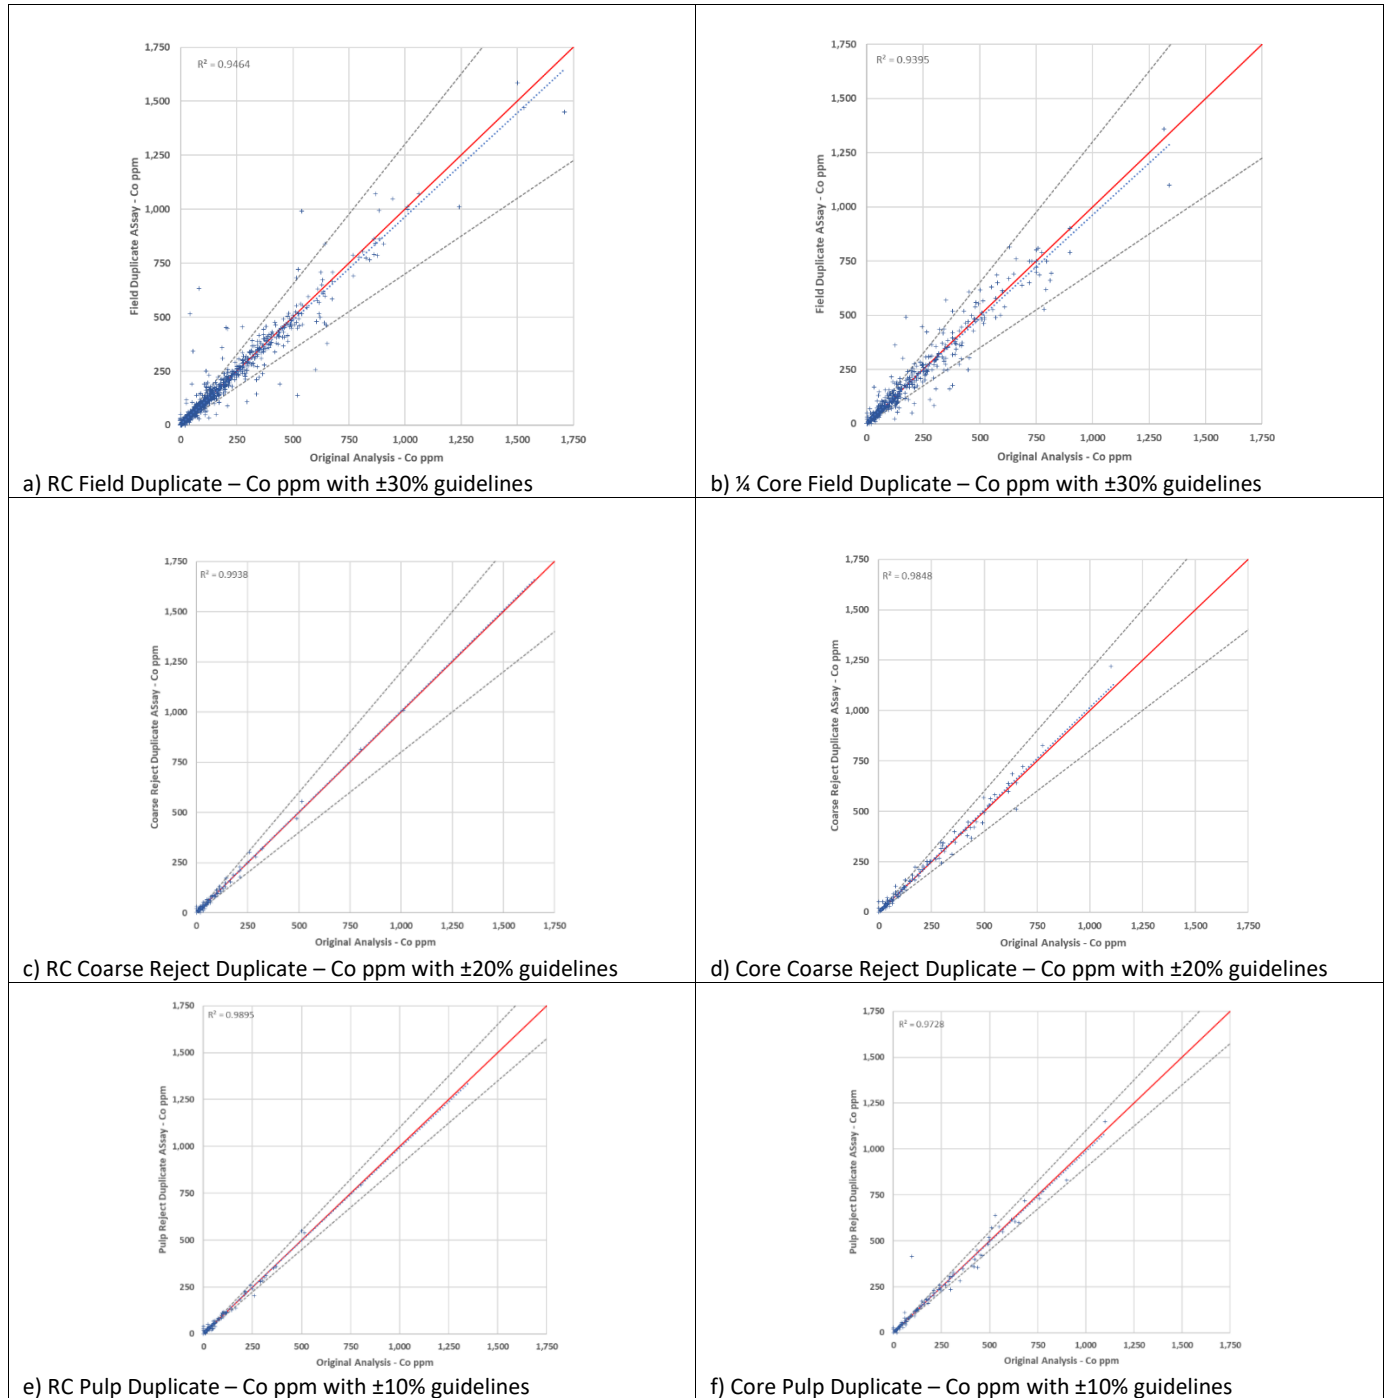 1,750
1,500
1,250
1,000
750
500
250
0
R² = 0.9464
Field Duplicate ASsay - Co ppm
0 250 500 750 1,000 1,250 1,500 1,750
Original Analysis - Co ppm
a) RC Field Duplicate – Co ppm with ±30% guidelines
1,750
1,500
1,250
1,000
750
500
250
0
R² = 0.9395
Field Duplicate ASsay - Co ppm
0 250 500 750 1,000 1,250 1,500 1,750
Original Analysis - Co ppm
b) ¼ Core Field Duplicate – Co ppm with ±30% guidelines
1,750
1,500
1,250
1,000
750
500
250
0
R² = 0.9938
Coarse Reject Duplicate ASsay - Co ppm
0 250 500 750 1,000 1,250 1,500 1,750
Original Analysis - Co ppm
c) RC Coarse Reject Duplicate – Co ppm with ±20% guidelines
1,750
1,500
1,250
1,000
750
500
250
0
R² = 0.9848
Coarse Reject Duplicate ASsay - Co ppm
0 250 500 750 1,000 1,250 1,500 1,750
Original Analysis - Co ppm
d) Core Coarse Reject Duplicate – Co ppm with ±20% guidelines
1,750
1,500
1,250
1,000
750
500
250
0
R² = 0.9895
Pulp Reject Duplicate ASsay - Co ppm
0 250 500 750 1,000 1,250 1,500 1,750
Original Analysis - Co ppm
e) RC Pulp Duplicate – Co ppm with ±10% guidelines
1,750
1,500
1,250
1,000
750
500
250
0
R² = 0.9728
Pulp Reject Duplicate ASsay - Co ppm
0 250 500 750 1,000 1,250 1,500 1,750
Original Analysis - Co ppm
f) Core Pulp Duplicate – Co ppm with ±10% guidelines